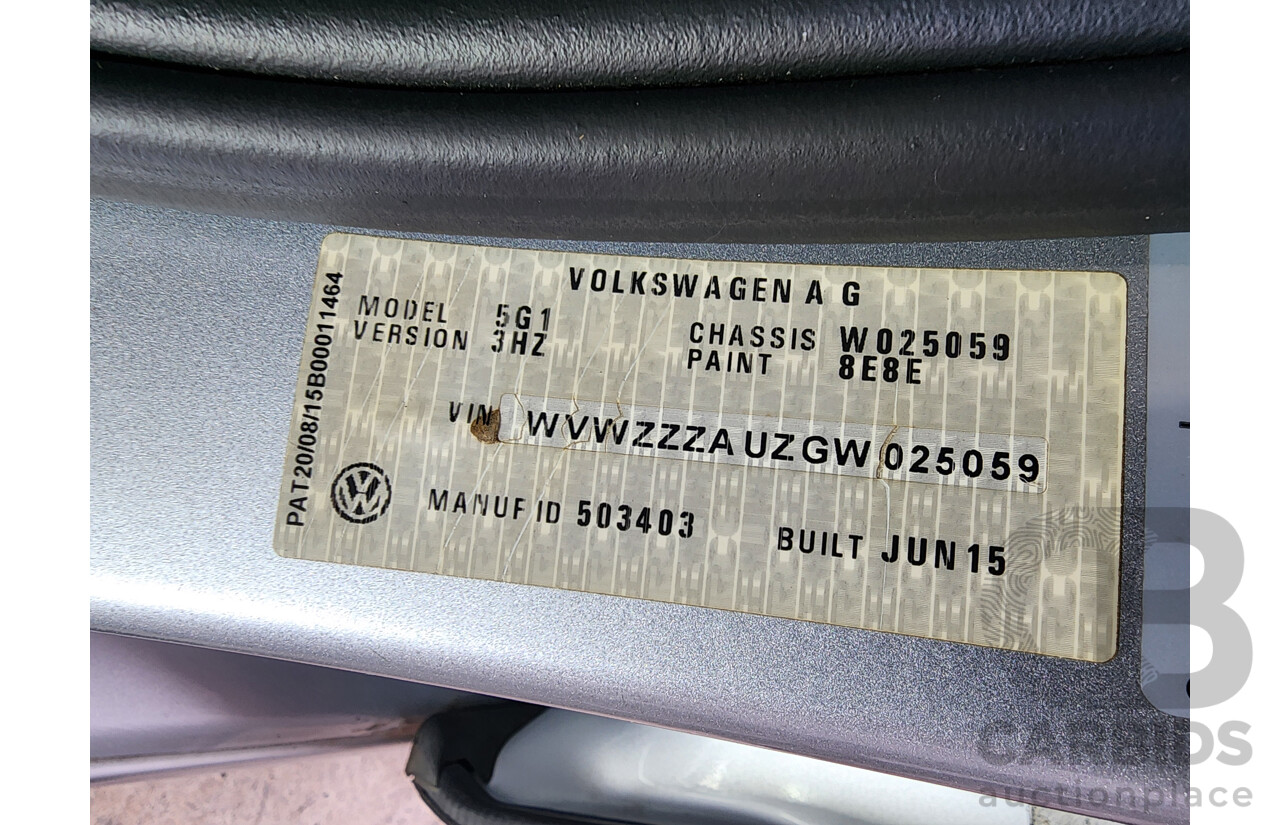 VOLKSWAGEN A G
MODEL 5G1
VERSION 3HZ
CHASSIS W025059
PAINT 8E8E
VIN WVWZZZAUZGW025059
MANUF ID 503403
BUILT JUN15
PAT20/08/15B00011464
CARBIDS
auctionplace